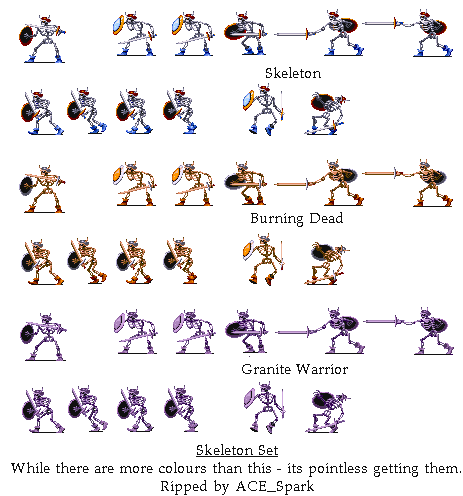 Skeleton
Burning Dead
Granite Warrior
Skeleton Set
While there are more colours than this - its pointless getting them.
Ripped by ACE_Spark